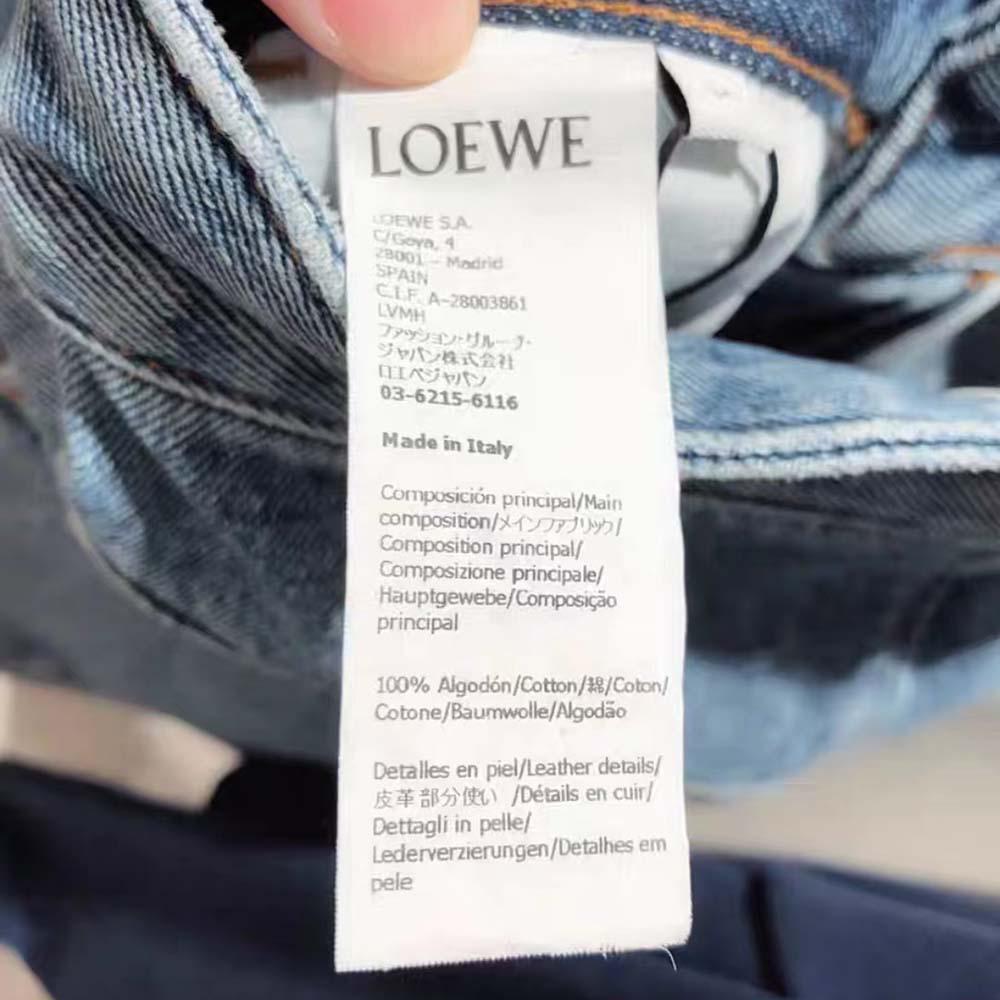 LOEWE
LOEWE S.A.
C/Goya, 4
28001 - Madrid
SPAIN
C.I.F. A-28003861
LVMH
ファッション・グループ・
ジャパン株式会社
ロエベジャパン
03-6215-6116
Made in Italy
Composición principal/Main
composition/メインファブリック/
Composition principal/
Composizione principale/
Hauptgewebe/Composição
principal
100% Algodón/Cotton/綿/Coton/
Cotone/Baumwolle/Algodão
Detalles en piel/Leather details/
皮革部分使い /Détails en cuir/
Dettagli in pelle/
Lederverzierungen/Detalhes em
pele